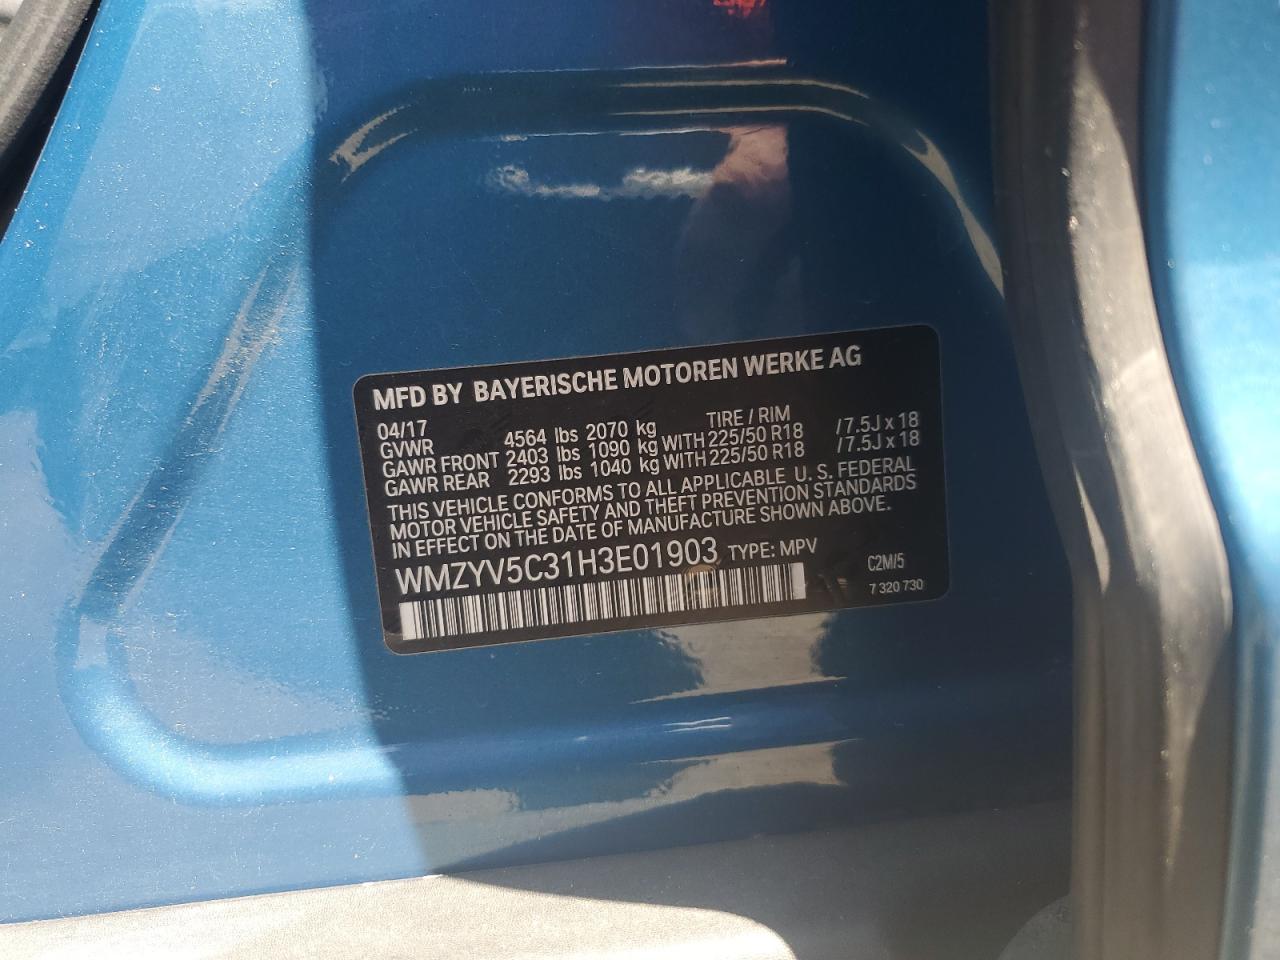 MFD BY BAYERISCHE MOTOREN WERKE AG
04/17 TIRE / RIM
GVWR 4564 lbs 2070 kg
GAWR FRONT 2403 lbs 1090 kg WITH 225/50 R18 /7.5J x 18
GAWR REAR 2293 lbs 1040 kg WITH 225/50 R18 /7.5J x 18
THIS VEHICLE CONFORMS TO ALL APPLICABLE U. S. FEDERAL
MOTOR VEHICLE SAFETY AND THEFT PREVENTION STANDARDS
IN EFFECT ON THE DATE OF MANUFACTURE SHOWN ABOVE.
WMZYV5C31H3E01903 TYPE: MPV
C2M/5
7 320 730